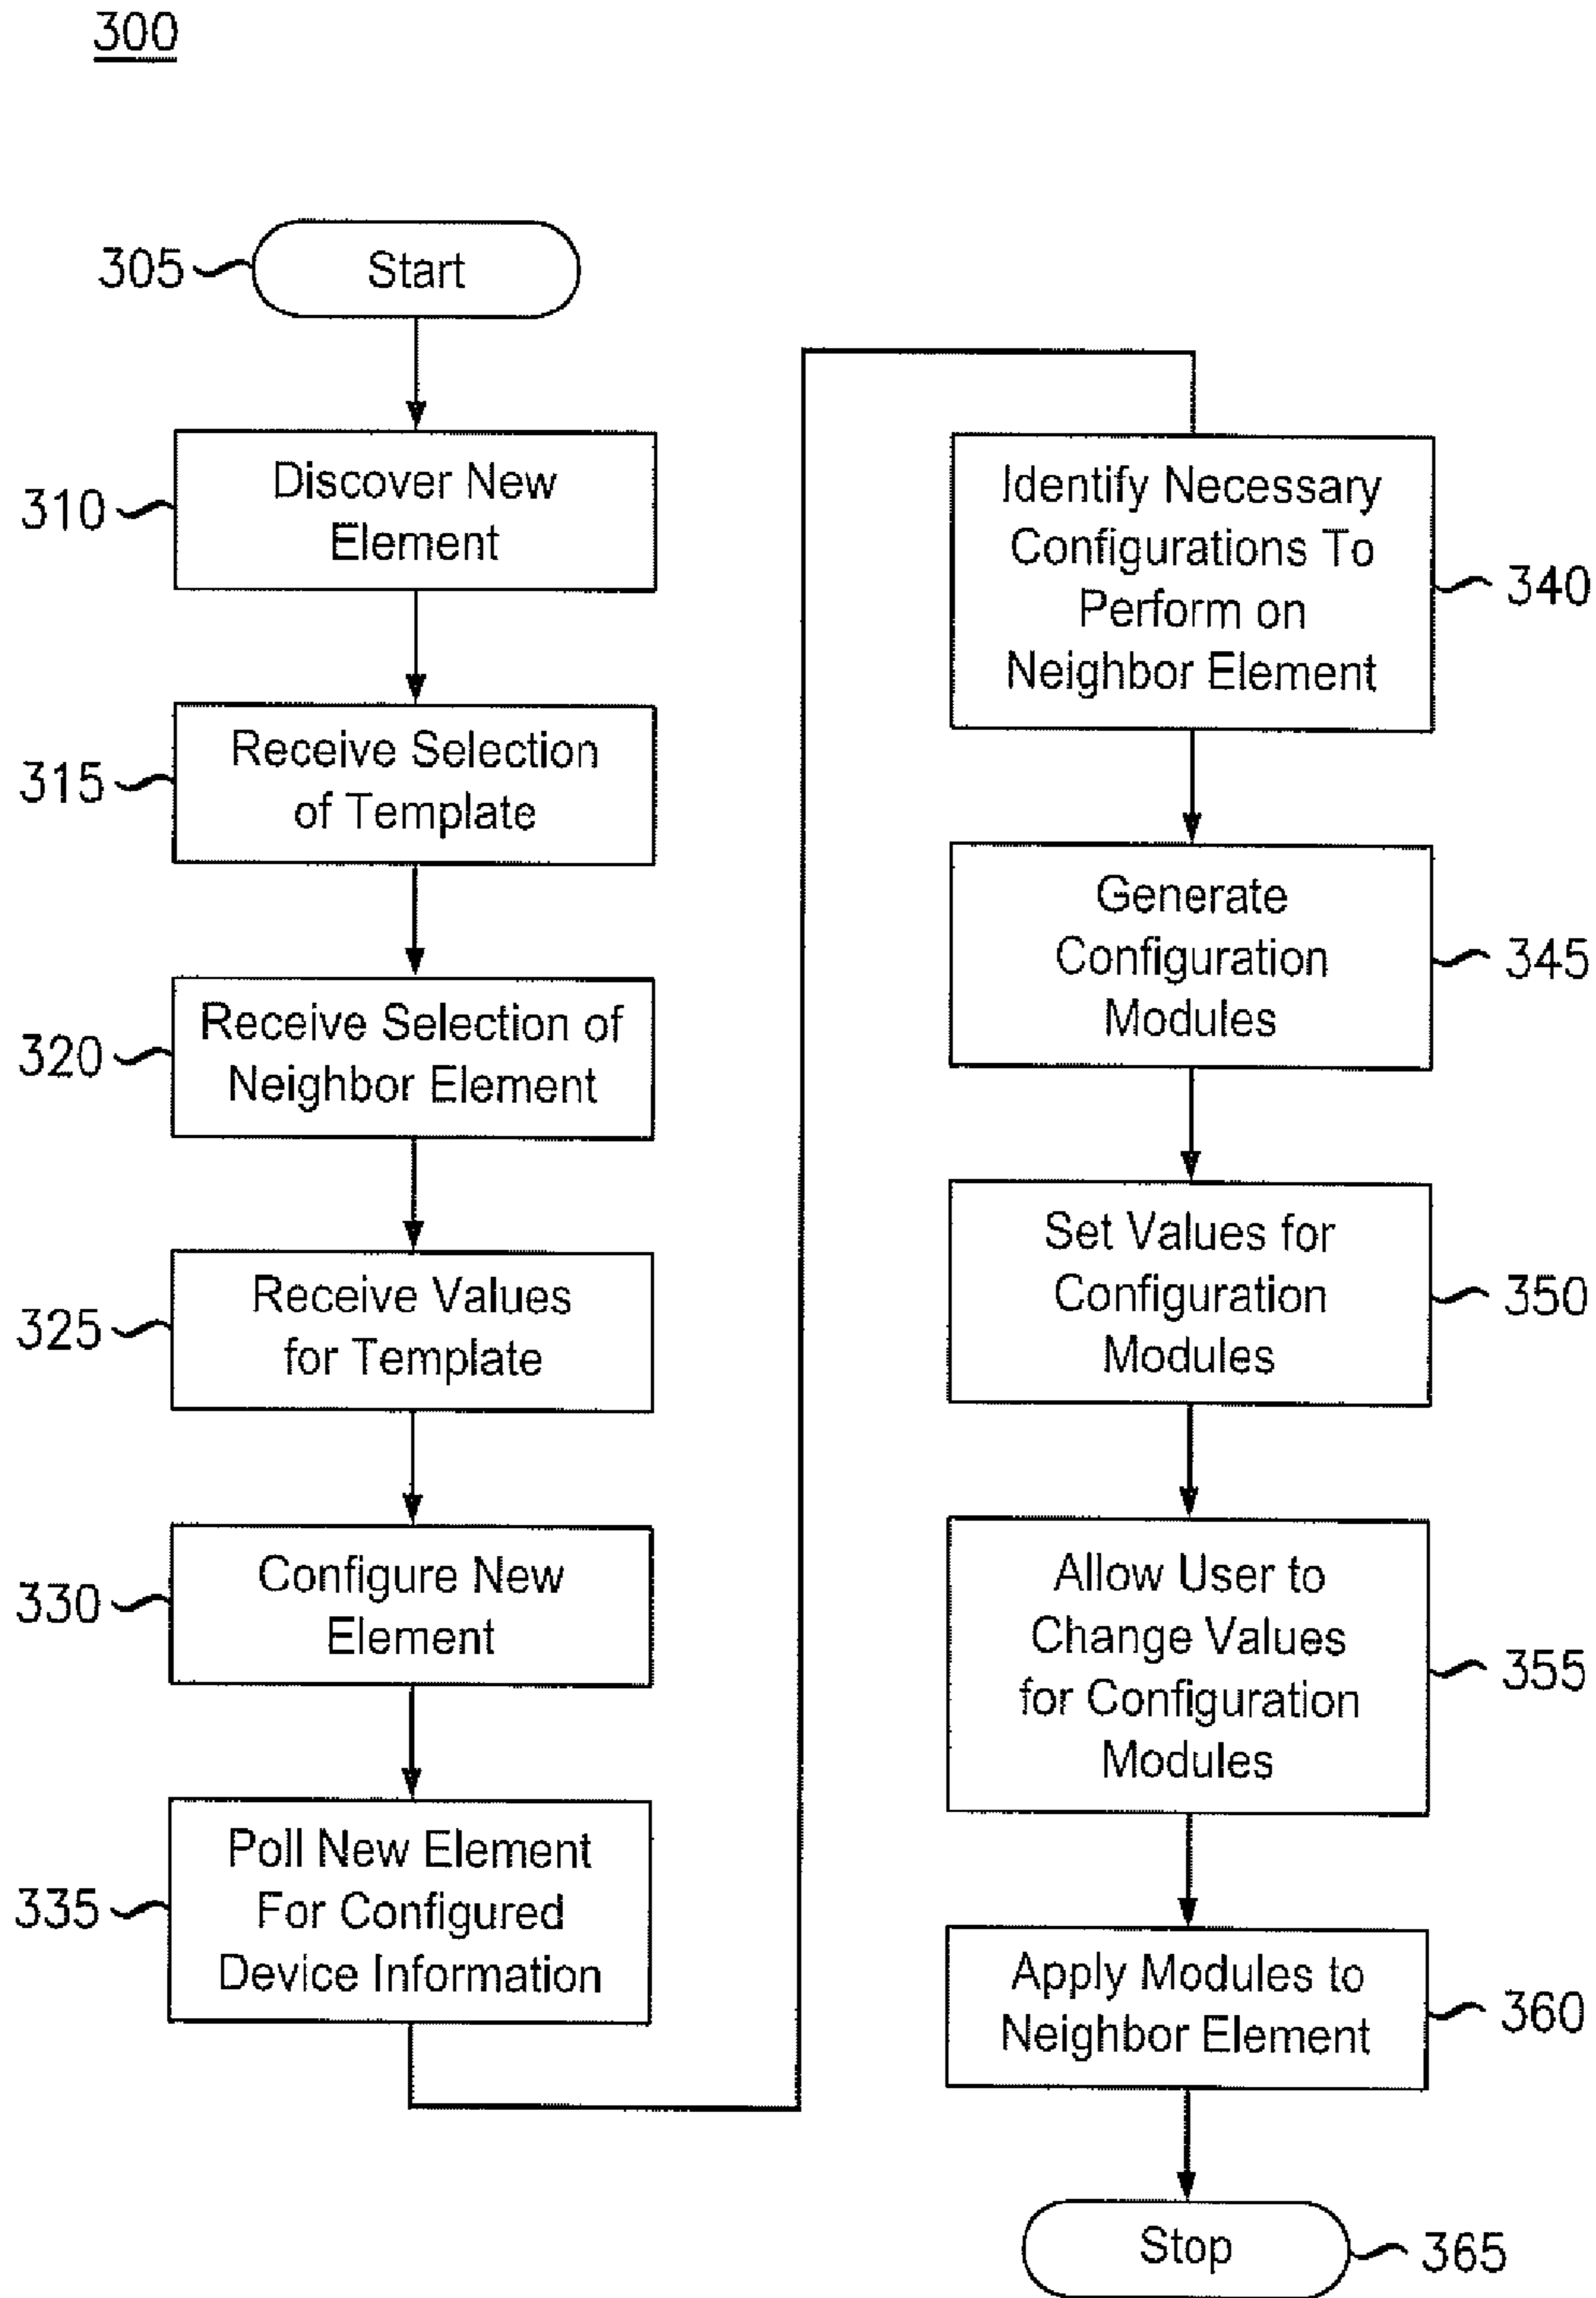 300
305
Start
310
Discover New
Element
315
Receive Selection
of Template
320
Receive Selection of
Neighbor Element
325
Receive Values
for Template
330
Configure New
Element
335
Poll New Element
For Configured
Device Information
Identify Necessary
Configurations To
Perform on
Neighbor Element
340
Generate
Configuration
Modules
345
Set Values for
Configuration
Modules
350
Allow User to
Change Values
for Configuration
Modules
355
Apply Modules to
Neighbor Element
360
Stop
365